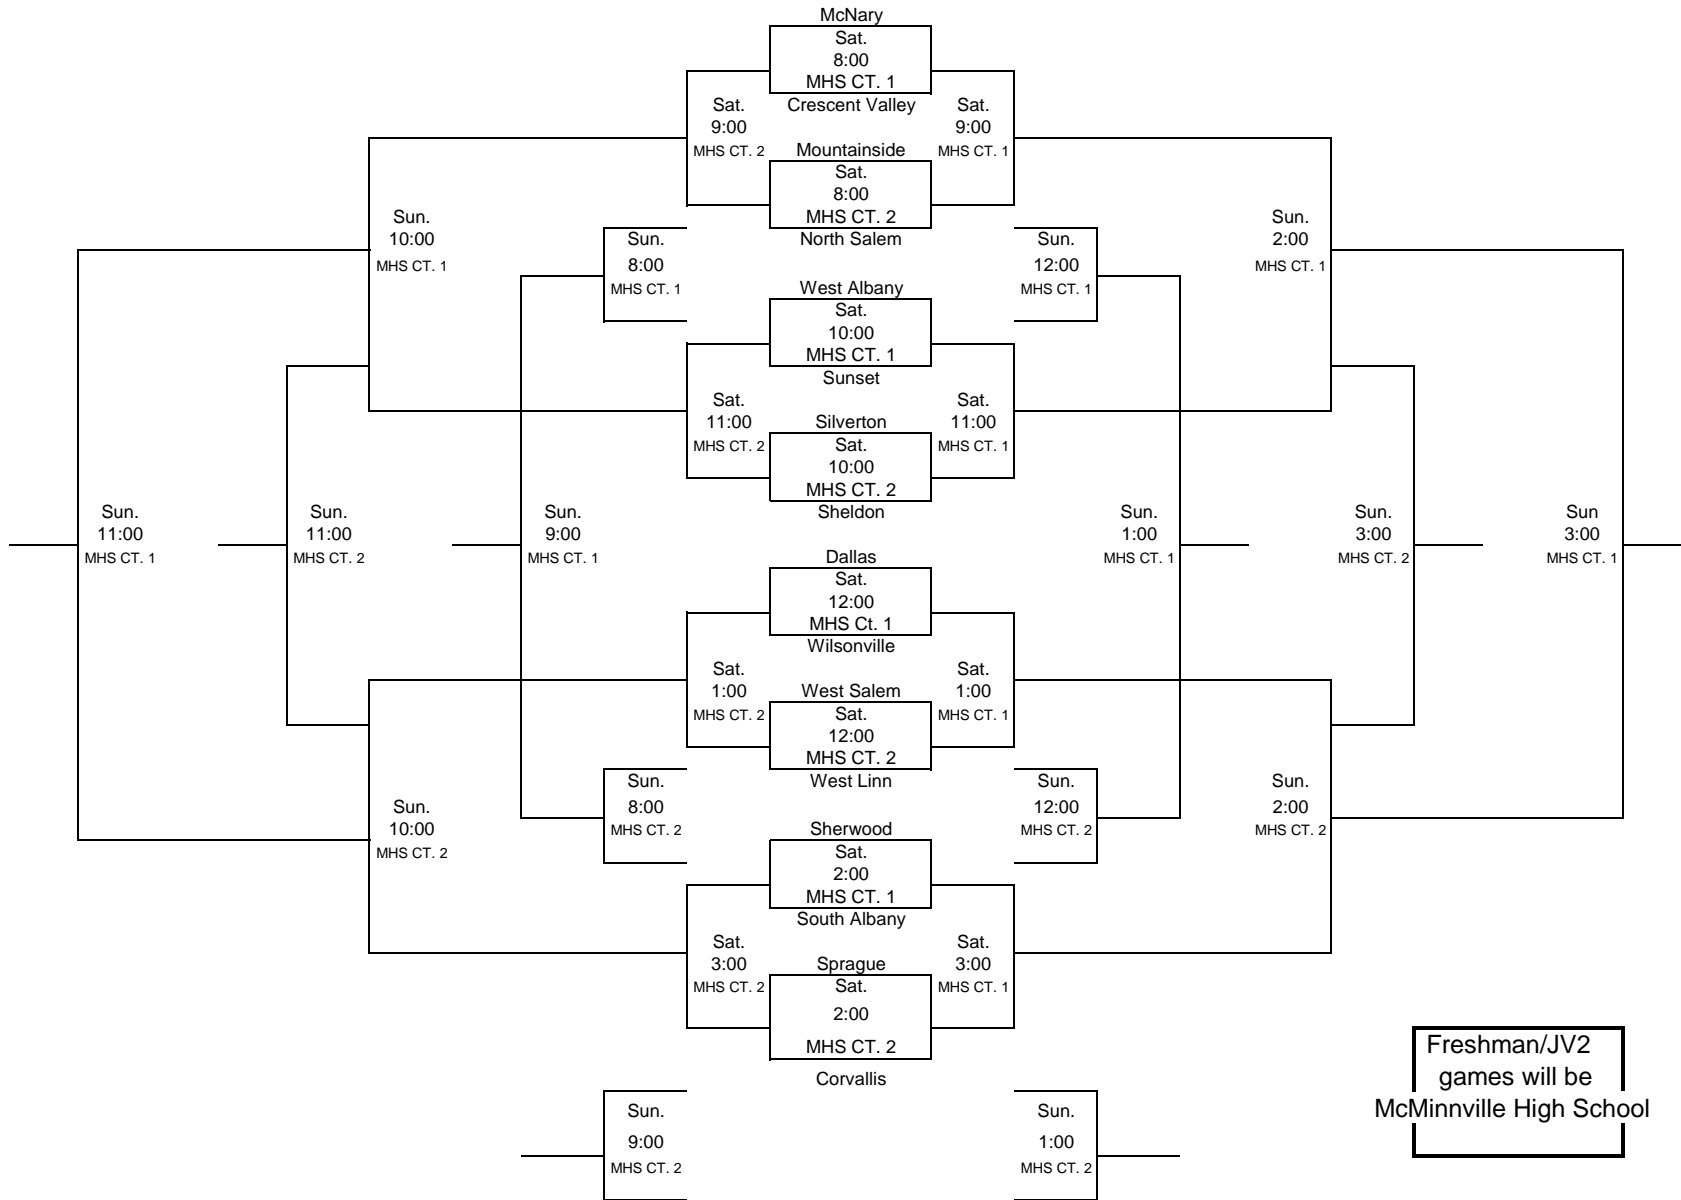 McNary
Sat.
8:00
MHS CT. 1
Crescent Valley
Sat.
9:00
MHS CT. 2
Sat.
9:00
MHS CT. 1
Mountainside
Sat.
8:00
MHS CT. 2
North Salem
Sun.
10:00
MHS CT. 1
Sun.
8:00
MHS CT. 1
Sun.
12:00
MHS CT. 1
Sun.
2:00
MHS CT. 1
West Albany
Sat.
10:00
MHS CT. 1
Sunset
Sat.
11:00
MHS CT. 2
Sat.
11:00
MHS CT. 1
Silverton
Sat.
10:00
MHS CT. 2
Sheldon
Sun.
11:00
MHS CT. 1
Sun.
11:00
MHS CT. 2
Sun.
9:00
MHS CT. 1
Sun.
1:00
MHS CT. 1
Sun.
3:00
MHS CT. 2
Sun
3:00
MHS CT. 1
Dallas
Sat.
12:00
MHS Ct. 1
Wilsonville
Sat.
1:00
MHS CT. 2
Sat.
1:00
MHS CT. 1
West Salem
Sat.
12:00
MHS CT. 2
West Linn
Sun.
10:00
MHS CT. 2
Sun.
8:00
MHS CT. 2
Sun.
12:00
MHS CT. 2
Sun.
2:00
MHS CT. 2
Sherwood
Sat.
2:00
MHS CT. 1
South Albany
Sat.
3:00
MHS CT. 2
Sat.
3:00
MHS CT. 1
Sprague
Sat.
2:00
MHS CT. 2
Corvallis
Sun.
9:00
MHS CT. 2
Sun.
1:00
MHS CT. 2
Freshman/JV2
games will be
McMinnville High School